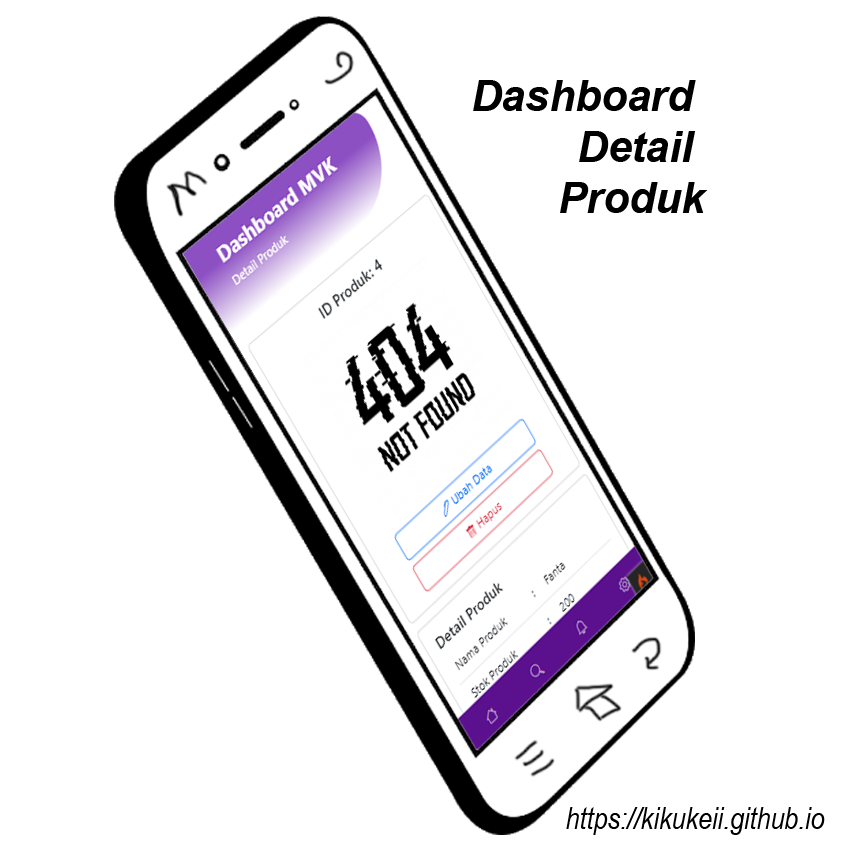 Dashboard
Detail
Produk
Dashboard MVK
Detail Produk
ID Produk: 4
404
NOT FOUND
Ubah Data
Hapus
Detail Produk
Nama Produk : Fanta
Stok Produk : 200
https://kikukeii.github.io